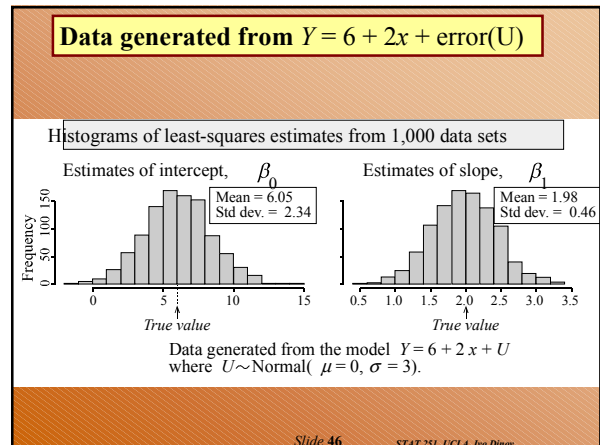 Data generated from Y = 6 + 2x + error(U)
Histograms of least-squares estimates from 1,000 data sets
Estimates of intercept, β0
Estimates of slope, β1
Mean = 6.05
Std dev. = 2.34
Mean = 1.98
Std dev. = 0.46
Frequency
0 50 100 150
0 5 10 15
0.5 1.0 1.5 2.0 2.5 3.0 3.5
True value
True value
Data generated from the model Y = 6 + 2 x + U
where U~Normal( μ = 0, σ = 3).
Slide 46
STAT 251, UCLA, Ivo Dinov